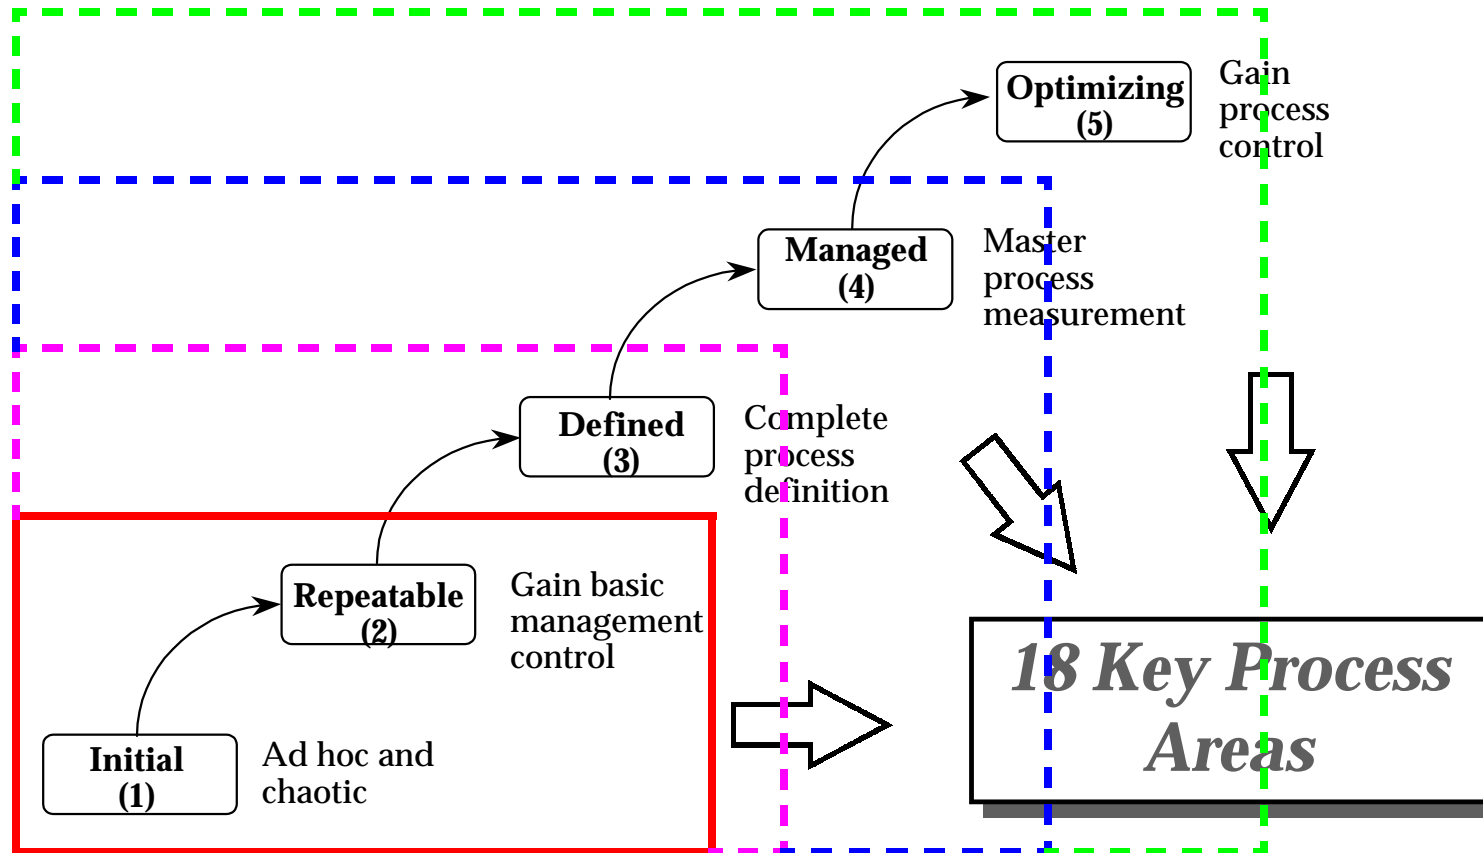 Optimizing
(5)
Gain
process
control
Managed
(4)
Master
process
measurement
Defined
(3)
Complete
process
definition
Repeatable
(2)
Gain basic
management
control
18 Key Process
Areas
Initial
(1)
Ad hoc and
chaotic